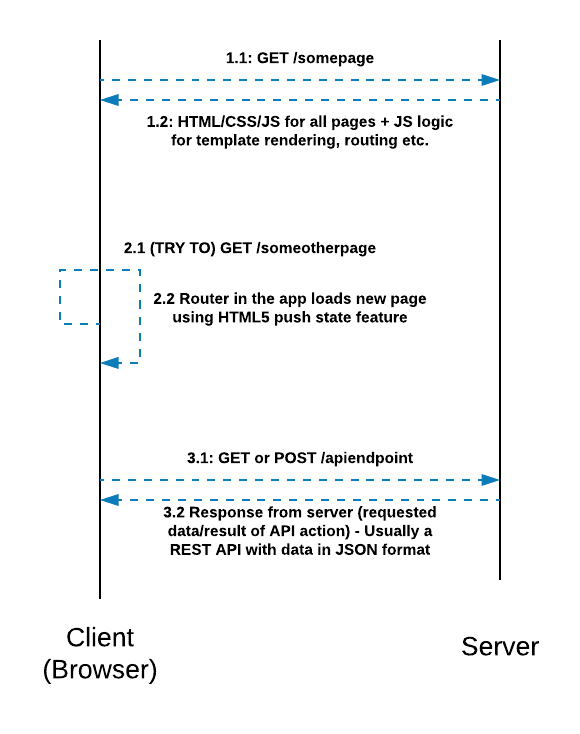 1.1: GET /somepage
1.2: HTML/CSS/JS for all pages + JS logic
for template rendering, routing etc.
2.1 (TRY TO) GET /someotherpage
2.2 Router in the app loads new page
using HTML5 push state feature
3.1: GET or POST /apiendpoint
3.2 Response from server (requested
data/result of API action) - Usually a
REST API with data in JSON format
Client
(Browser)
Server